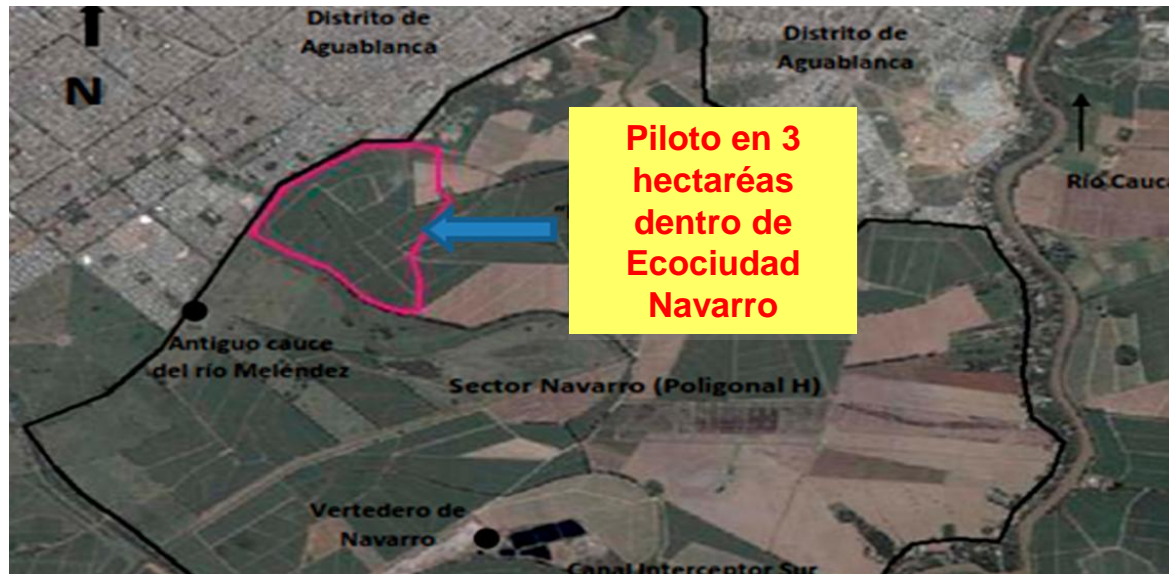 Distrito de
Aguablanca
Distrito de
Aguablanca
N
Piloto en 3
hectaréas
dentro de
Ecociudad
Navarro
Río Cauca
Antiguo cauce
del río Meléndez
Sector Navarro (Poligonal H)
Vertedero de
Navarro
Canal Interceptor Sur